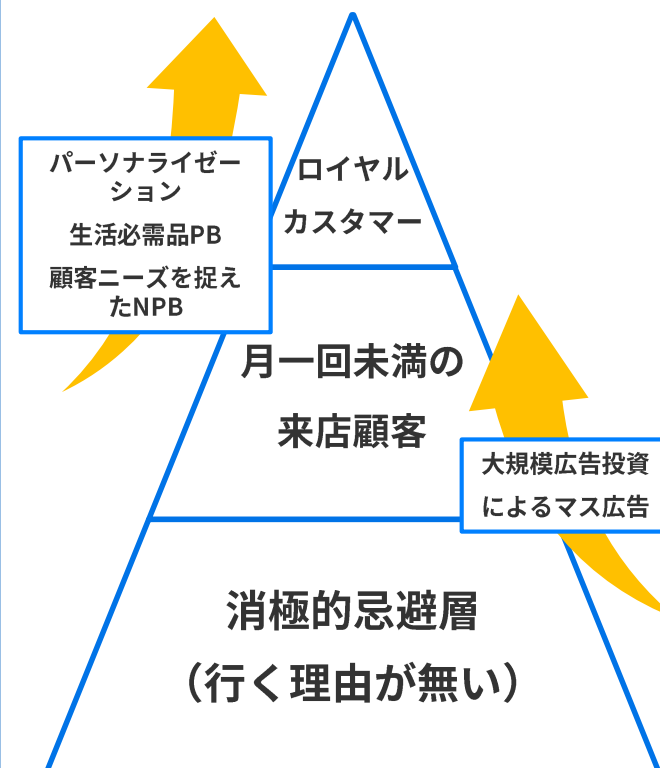 パーソナライゼー
ション
生活必需品PB
顧客ニーズを捉え
たNPB
ロイヤル
カスタマー
月一回未満の
来店顧客
大規模広告投資
によるマス広告
消極的忌避層
（行く理由が無い）